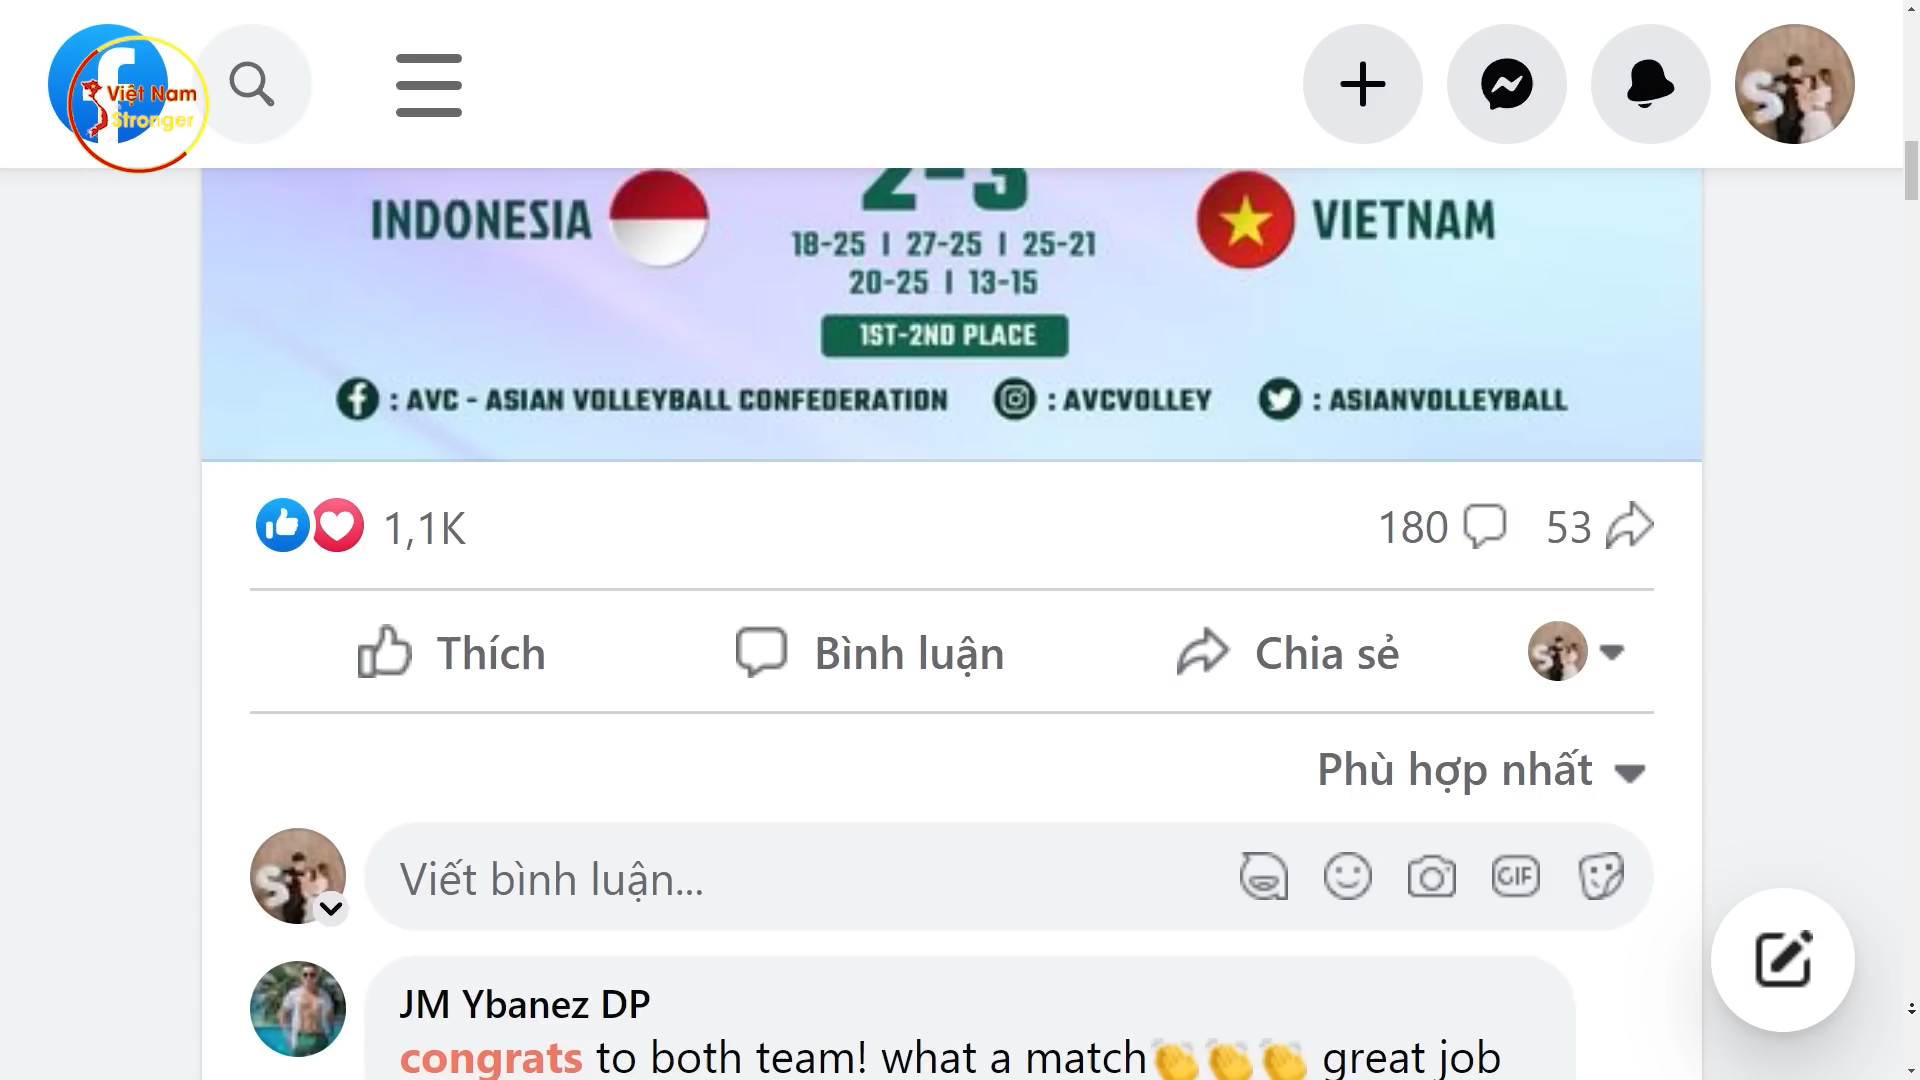 Việt Nam
Stronger
2-3
INDONESIA
VIETNAM
18-25 | 27-25 | 25-21
20-25 | 13-15
1ST-2ND PLACE
: AVC - ASIAN VOLLEYBALL CONFEDERATION : AVCVOLLEY : ASIANVOLLEYBALL
1,1K 180 53
Thích Bình luận Chia sẻ
Phù hợp nhất
Viết bình luận... GIF
JM Ybanez DP
congrats to both team! what a match👏👏👏 great job